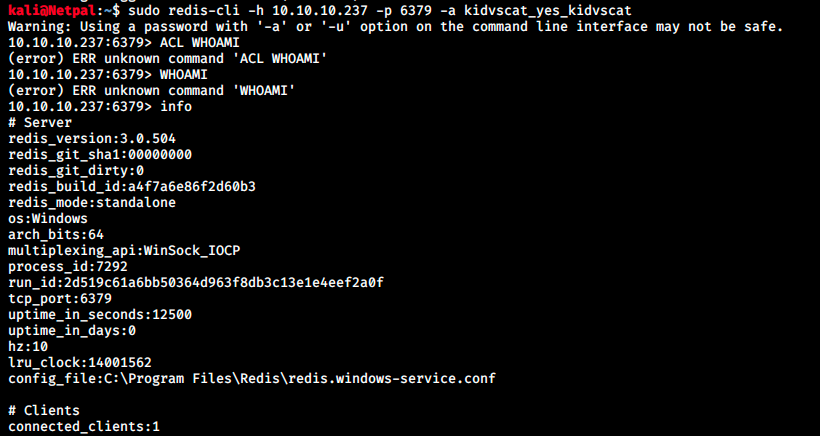 kali@Netpal:~$ sudo redis-cli -h 10.10.10.237 -p 6379 -a kidvscat_yes_kidvscat
Warning: Using a password with '-a' or '-u' option on the command line interface may not be safe.
10.10.10.237:6379> ACL WHOAMI
(error) ERR unknown command 'ACL WHOAMI'
10.10.10.237:6379> WHOAMI
(error) ERR unknown command 'WHOAMI'
10.10.10.237:6379> info
# Server
redis_version:3.0.504
redis_git_sha1:00000000
redis_git_dirty:0
redis_build_id:a4f7a6e86f2d60b3
redis_mode:standalone
os:Windows
arch_bits:64
multiplexing_api:WinSock_IOCP
process_id:7292
run_id:2d519c61a6bb50364d963f8db3c13e1e4eef2a0f
tcp_port:6379
uptime_in_seconds:12500
uptime_in_days:0
hz:10
lru_clock:14001562
config_file:C:\Program Files\Redis\redis.windows-service.conf
# Clients
connected_clients:1